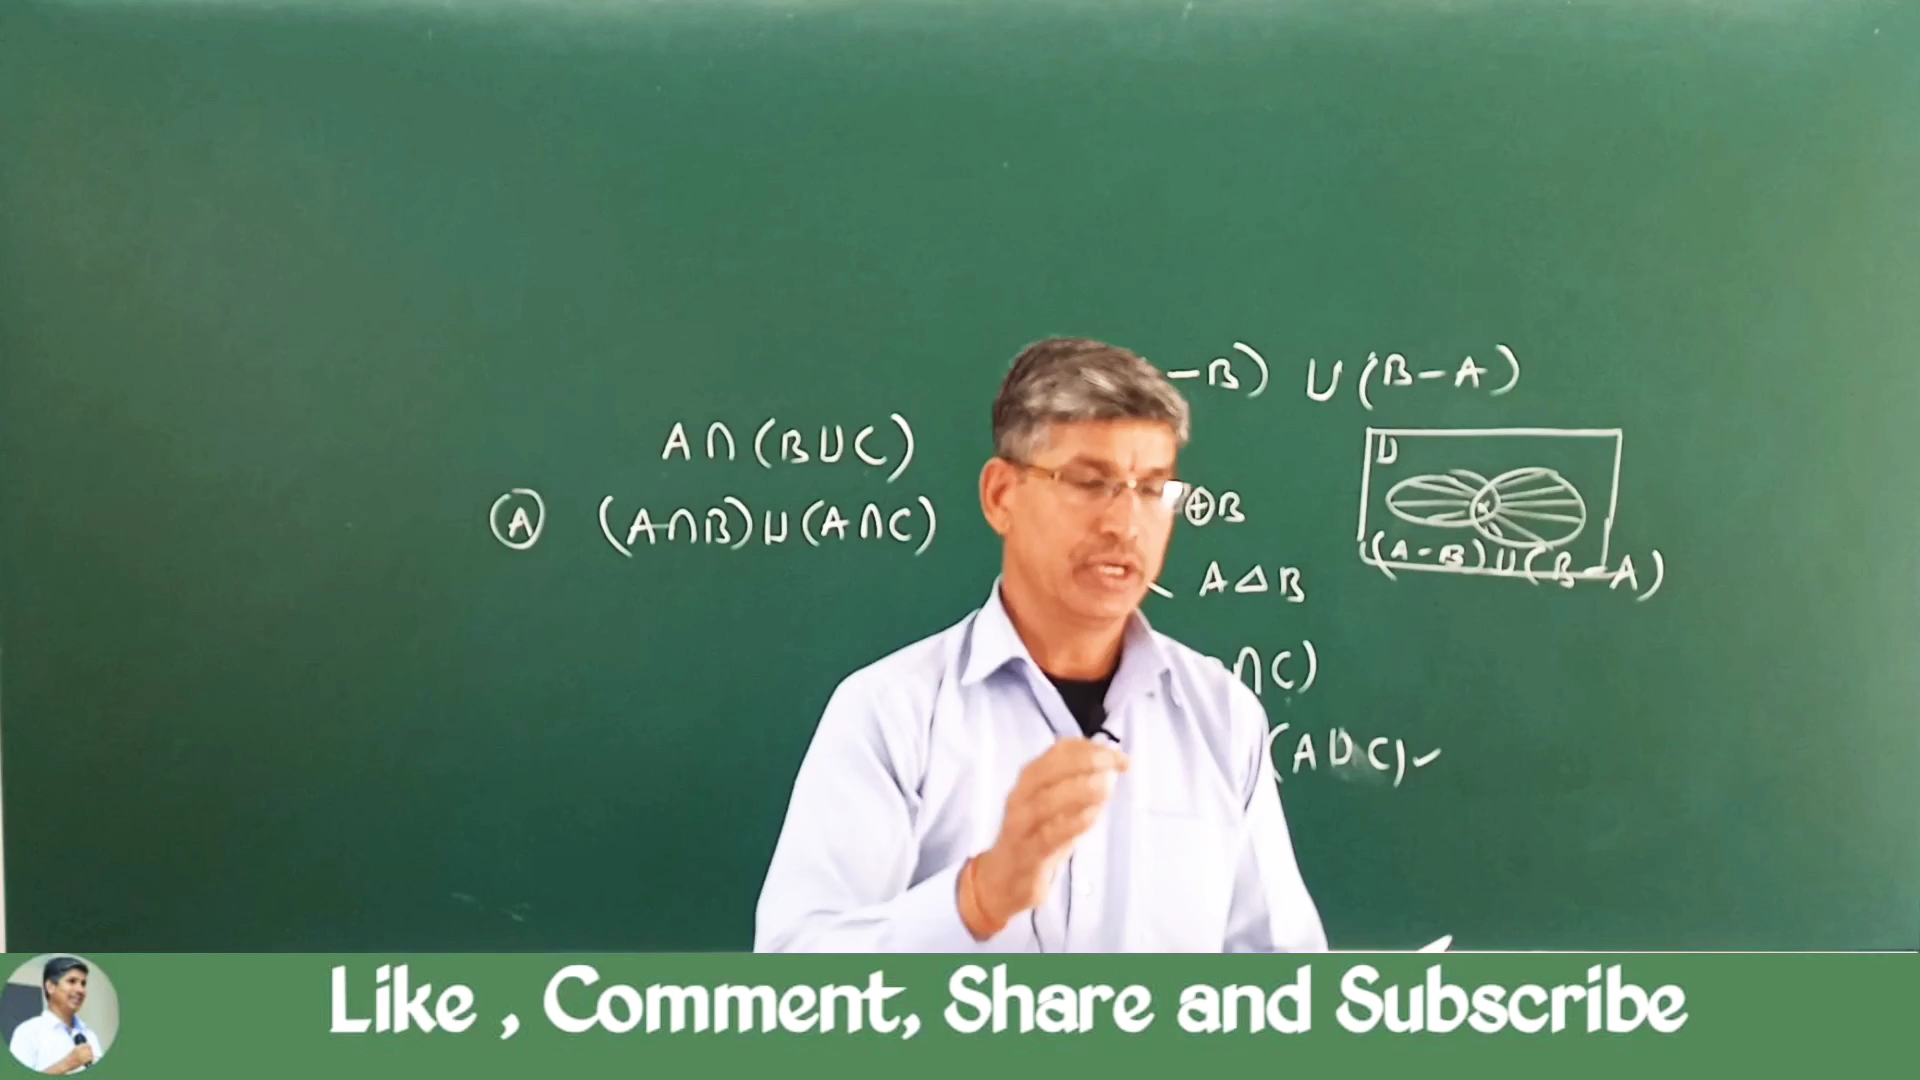 -B) ∪ (B-A)
A∩(B∪C)
U
Ⓐ (A∩B)∪(A∩C)
⊕B
(A-B)∪(B-A)
A△B
∩C)
(A∪C)✓
Like , Comment, Share and Subscribe